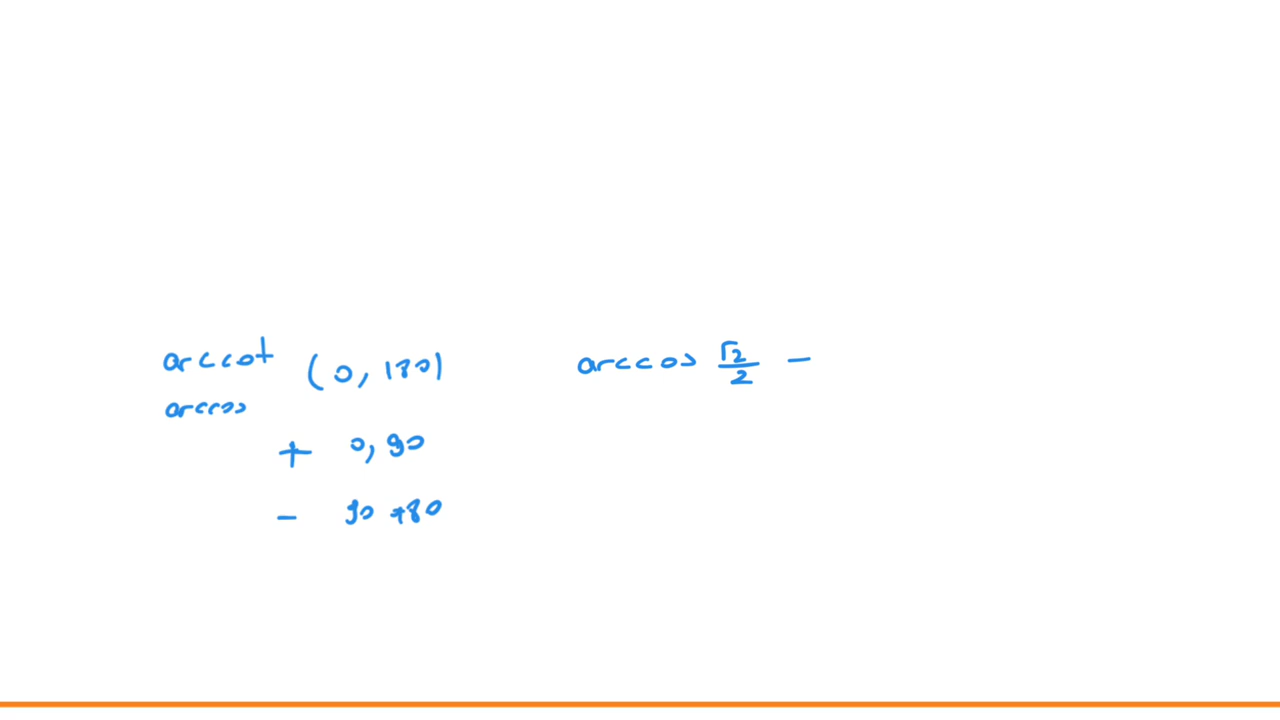 arccot (0, 180)
arccos
+ 0, 90
- 90 180
arccos √2/2 -